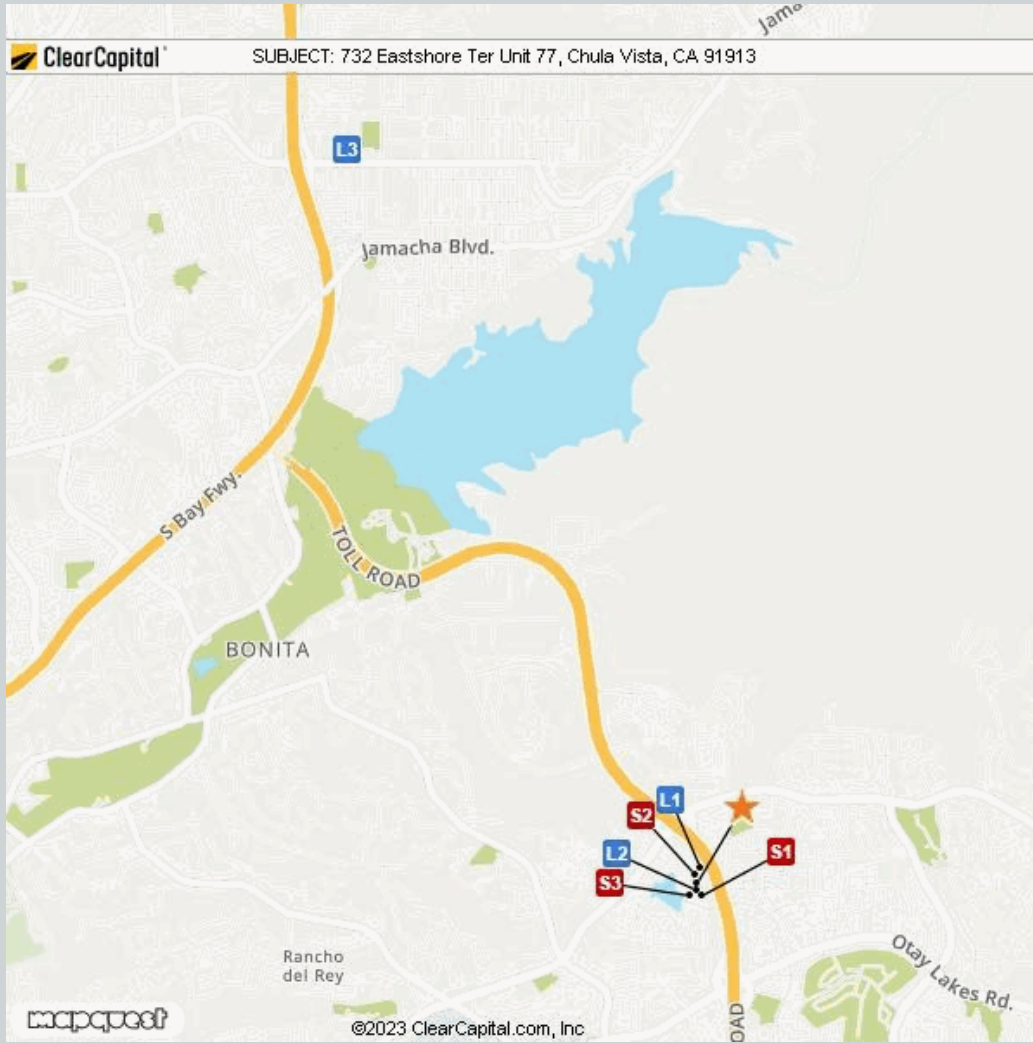 Jama
ClearCapital
SUBJECT: 732 Eastshore Ter Unit 77, Chula Vista, CA 91913
L3
Jamacha Blvd.
S Bay Fwy.
TOLL ROAD
BONITA
L1
S2
L2
S1
S3
Otay Lakes Rd.
Rancho
del Rey
OAD
mapquest
©2023 ClearCapital.com, Inc